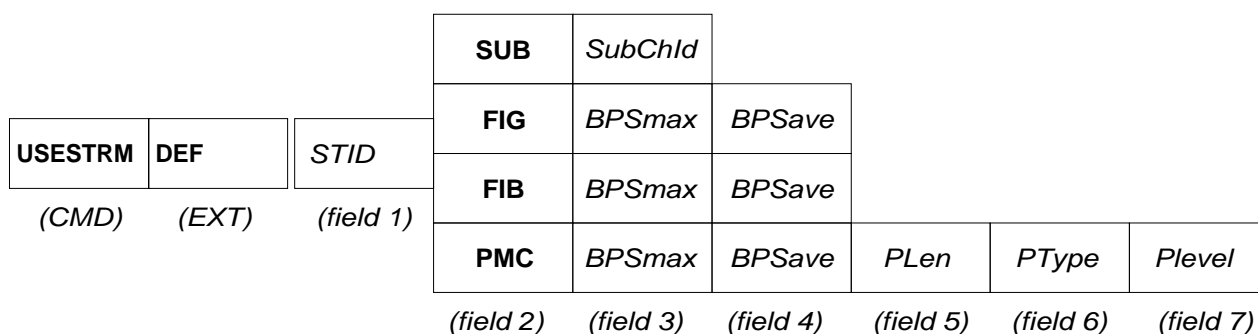 SUB SubChId
FIG BPSmax BPSave
USESTRM DEF STID
FIB BPSmax BPSave
(CMD) (EXT) (field 1)
PMC BPSmax BPSave PLen PType Plevel
(field 2) (field 3) (field 4) (field 5) (field 6) (field 7)